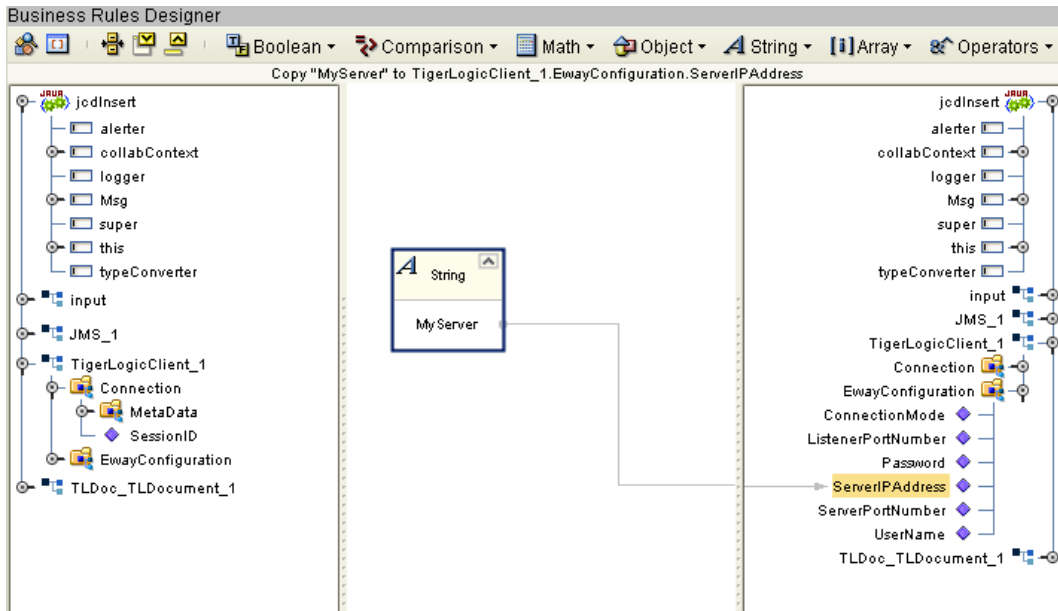 Business Rules Designer
Boolean Comparison Math Object A String [i] Array Operators
Copy "MyServer" to TigerLogicClient_1.EwayConfiguration.ServerIPAddress
JAVA jcdInsert
alerter
collabContext
logger
Msg
super
this
typeConverter
input
JMS_1
TigerLogicClient_1
Connection
MetaData
SessionID
EwayConfiguration
TLDoc_TLDocument_1
A String
MyServer
jcdInsert JAVA
alerter
collabContext
logger
Msg
super
this
typeConverter
input
JMS_1
TigerLogicClient_1
Connection
EwayConfiguration
ConnectionMode
ListenerPortNumber
Password
ServerIPAddress
ServerPortNumber
UserName
TLDoc_TLDocument_1